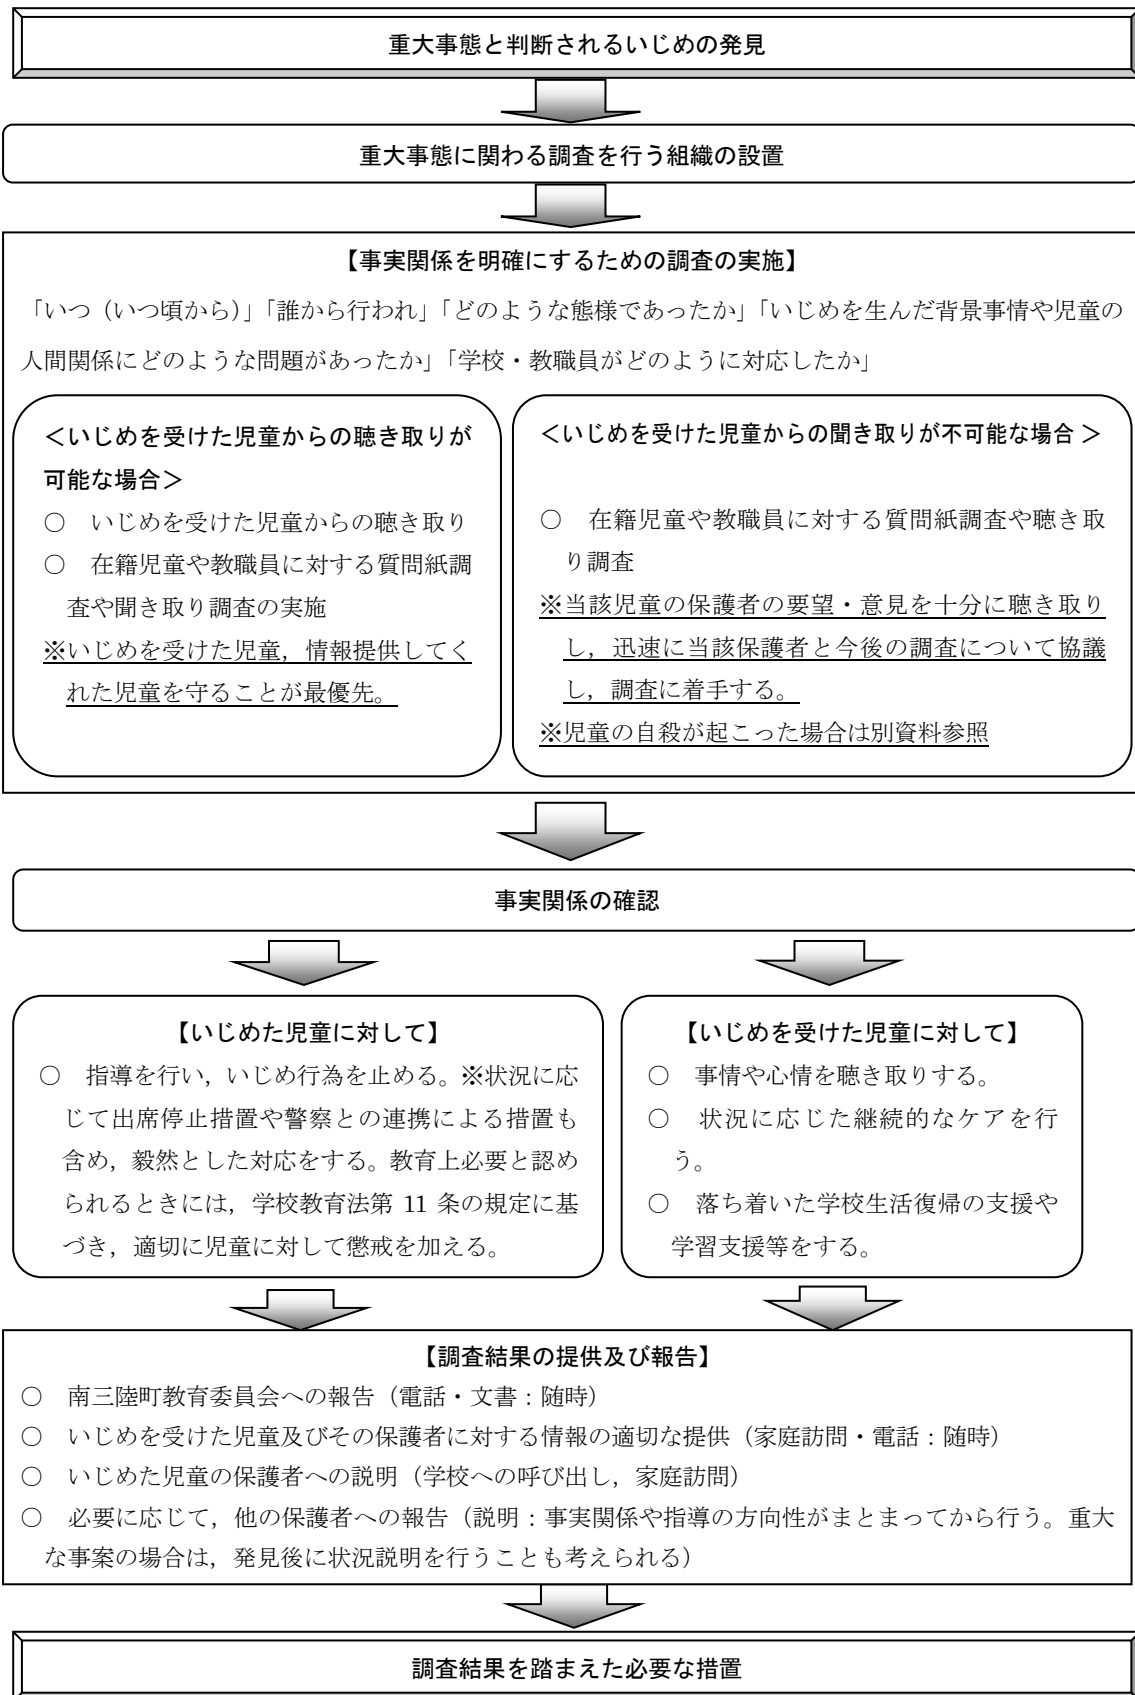 重大事態と判断されるいじめの発見
重大事態に関わる調査を行う組織の設置
【事実関係を明確にするための調査の実施】
「いつ（いつ頃から）」「誰から行われ」「どのような態様であったか」「いじめを生んだ背景事情や児童の
人間関係にどのような問題があったか」「学校・教職員がどのように対応したか」
＜いじめを受けた児童からの聴き取りが
可能な場合＞
○　いじめを受けた児童からの聴き取り
○　在籍児童や教職員に対する質問紙調
査や聞き取り調査の実施
※いじめを受けた児童，情報提供してく
れた児童を守ることが最優先。
＜いじめを受けた児童からの聞き取りが不可能な場合 ＞
○　在籍児童や教職員に対する質問紙調査や聴き取
り調査
※当該児童の保護者の要望・意見を十分に聴き取り
し，迅速に当該保護者と今後の調査について協議
し，調査に着手する。
※児童の自殺が起こった場合は別資料参照
事実関係の確認
【いじめた児童に対して】
○　指導を行い，いじめ行為を止める。※状況に応
じて出席停止措置や警察との連携による措置も
含め，毅然とした対応をする。教育上必要と認め
られるときには，学校教育法第 11 条の規定に基
づき，適切に児童に対して懲戒を加える。
【いじめを受けた児童に対して】
○　事情や心情を聴き取りする。
○　状況に応じた継続的なケアを行
う。
○　落ち着いた学校生活復帰の支援や
学習支援等をする。
【調査結果の提供及び報告】
○　南三陸町教育委員会への報告（電話・文書：随時）
○　いじめを受けた児童及びその保護者に対する情報の適切な提供（家庭訪問・電話：随時）
○　いじめた児童の保護者への説明（学校への呼び出し，家庭訪問）
○　必要に応じて，他の保護者への報告（説明：事実関係や指導の方向性がまとまってから行う。重大
な事案の場合は，発見後に状況説明を行うことも考えられる）
調査結果を踏まえた必要な措置